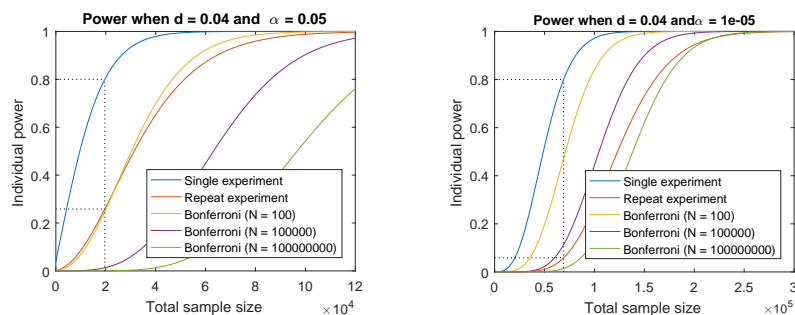 Power when d = 0.04 and α = 0.05
Individual power
1
0.8
0.6
0.4
0.2
0
0 2 4 6 8 10 12
×10^4
Total sample size
Single experiment
Repeat experiment
Bonferroni (N = 100)
Bonferroni (N = 100000)
Bonferroni (N = 100000000)
Power when d = 0.04 andα = 1e-05
Individual power
1
0.8
0.6
0.4
0.2
0
0.0 0.5 1.0 1.5 2.0 2.5 3.0
×10^5
Total sample size
Single experiment
Repeat experiment
Bonferroni (N = 100)
Bonferroni (N = 100000)
Bonferroni (N = 100000000)